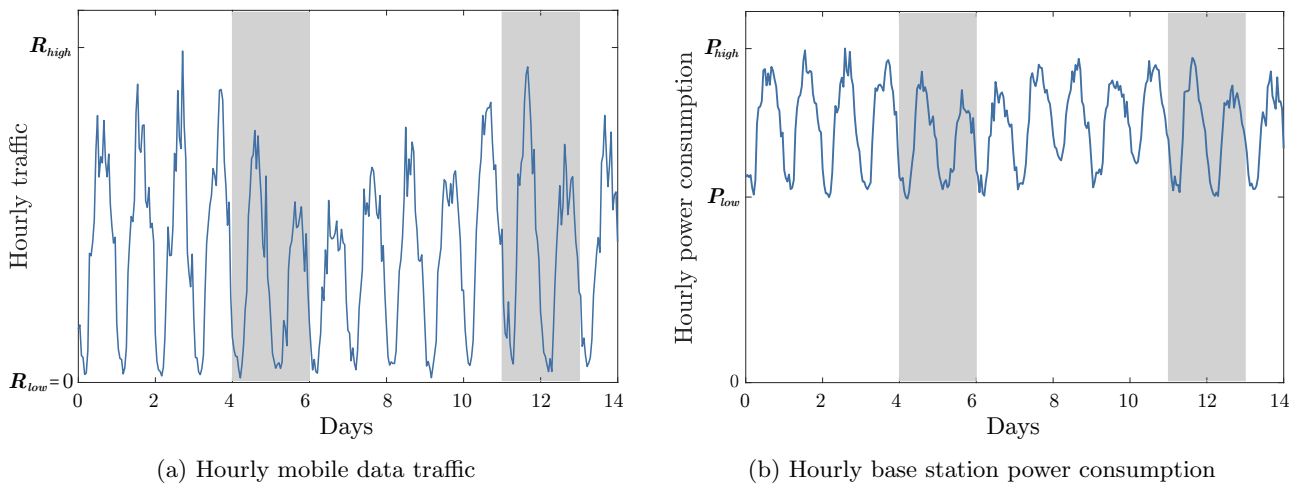 R_high
R_low = 0
Hourly traffic
0 2 4 6 8 10 12 14
Days
(a) Hourly mobile data traffic
P_high
P_low
0
Hourly power consumption
0 2 4 6 8 10 12 14
Days
(b) Hourly base station power consumption